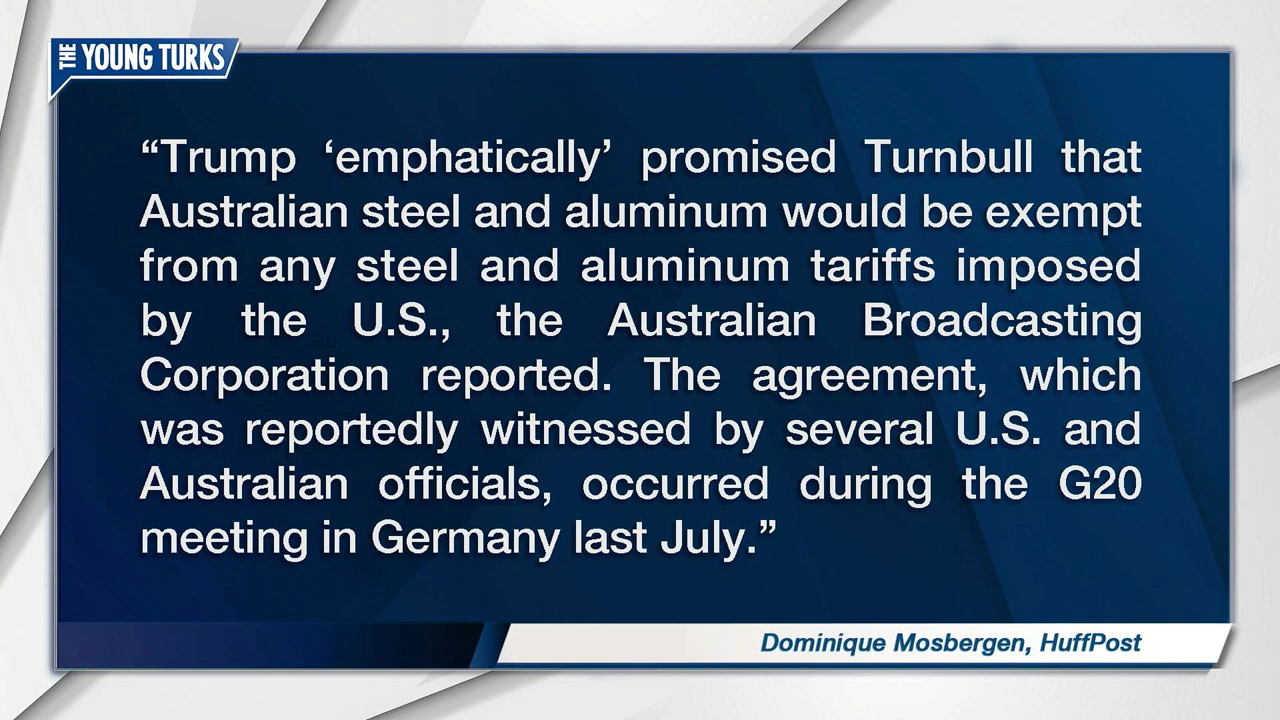 THE YOUNG TURKS
“Trump ‘emphatically’ promised Turnbull that
Australian steel and aluminum would be exempt
from any steel and aluminum tariffs imposed
by the U.S., the Australian Broadcasting
Corporation reported. The agreement, which
was reportedly witnessed by several U.S. and
Australian officials, occurred during the G20
meeting in Germany last July.”
Dominique Mosbergen, HuffPost